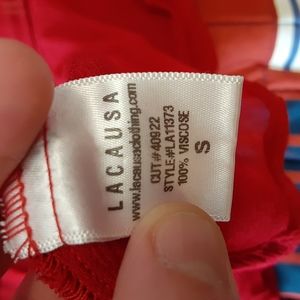 LACAUSA
www.lacausaclothing.com
CUT#40922
STYLE#LA11373
100% VISCOSE
S